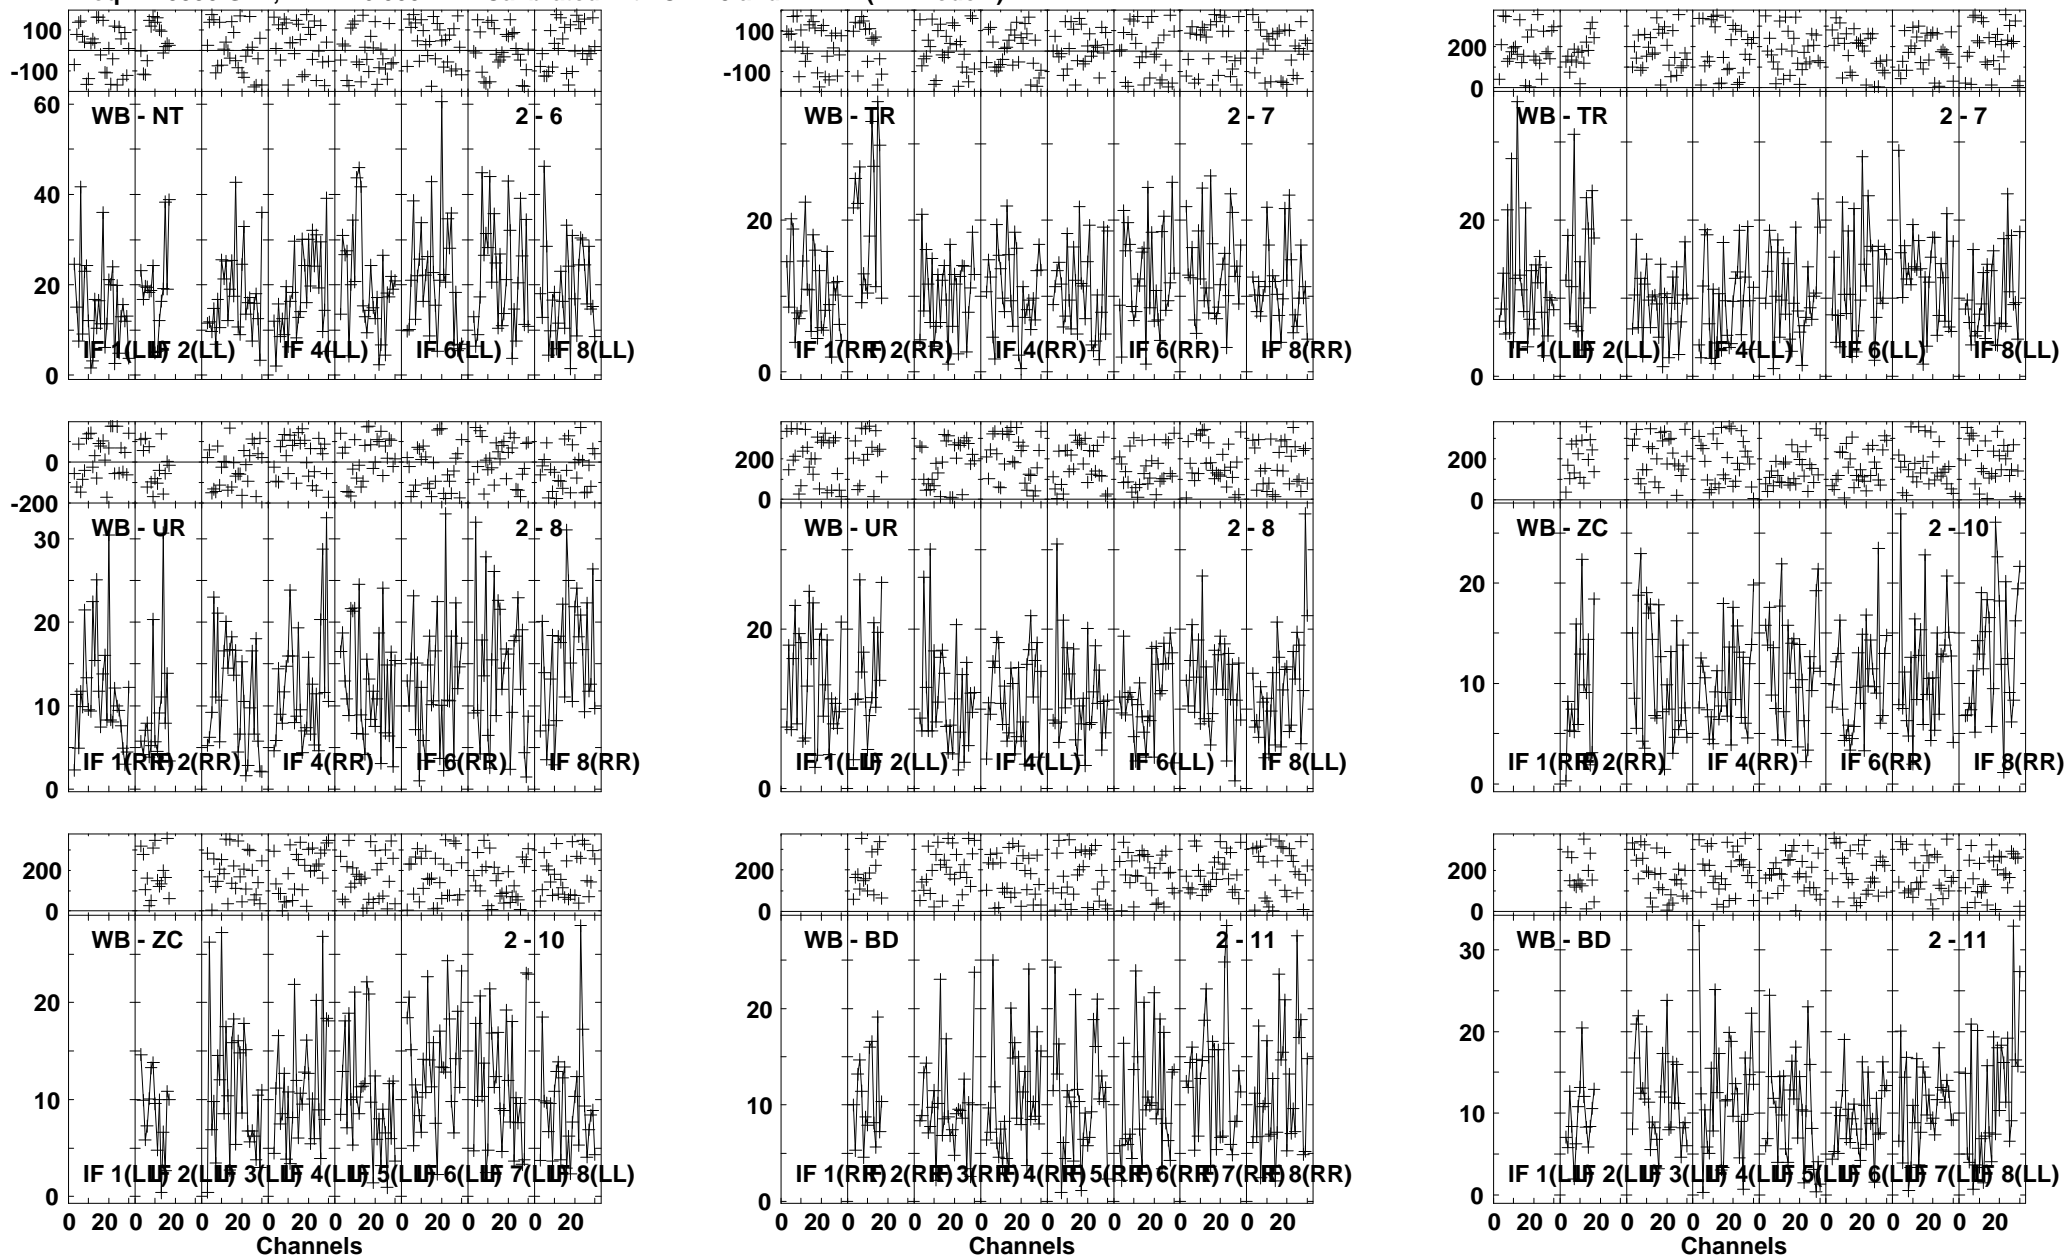 100 100 200
-100 -100 0
60 WB - NT 2 - 6 WB - TR 2 - 7 WB - TR 2 - 7
40
20 20 20
IF 1(LL) IF 2(LL) IF 4(LL) IF 6(LL) IF 8(LL) IF 1(RR) IF 2(RR) IF 4(RR) IF 6(RR) IF 8(RR) IF 1(LL) IF 2(LL) IF 4(LL) IF 6(LL) IF 8(LL)
0 0 0
0 200 200
-200 0 0
30 WB - UR 2 - 8 WB - UR 2 - 8 WB - ZC 2 - 10
20 20 20
10 10
IF 1(RR) IF 2(RR) IF 4(RR) IF 6(RR) IF 8(RR) IF 1(LL) IF 2(LL) IF 4(LL) IF 6(LL) IF 8(LL) IF 1(RR) IF 2(RR) IF 4(RR) IF 6(RR) IF 8(RR)
0 0 0
200 200 200
0 0 0
WB - ZC 2 - 10 WB - BD 2 - 11 30 WB - BD 2 - 11
20 20 20
10 10 10
IF 1(LL) IF 2(LL) IF 3(LL) IF 4(LL) IF 5(LL) IF 6(LL) IF 7(LL) IF 8(LL) IF 1(RR) IF 2(RR) IF 3(RR) IF 4(RR) IF 5(RR) IF 6(RR) IF 7(RR) IF 8(RR) IF 1(LL) IF 2(LL) IF 3(LL) IF 4(LL) IF 5(LL) IF 6(LL) IF 7(LL) IF 8(LL)
0 0 0
0 20 0 20 0 20 0 20 0 20 0 20 0 20 0 20 0 20 0 20 0 20 0 20 0 20 0 20 0 20 0 20 0 20 0 20 0 20 0 20 0 20 0 20 0 20 0 20
Channels Channels